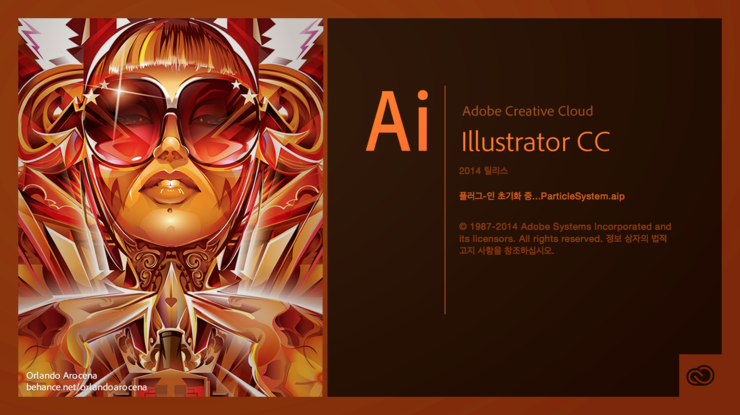 Ai
Adobe Creative Cloud
Illustrator CC
2014 릴리스
플러그-인 초기화 중...ParticleSystem.aip
© 1987-2014 Adobe Systems Incorporated and
its licensors. All rights reserved. 정보 상자의 법적
고지 사항을 참조하십시오.
Orlando Arocena
behance.net/orlandoarocena